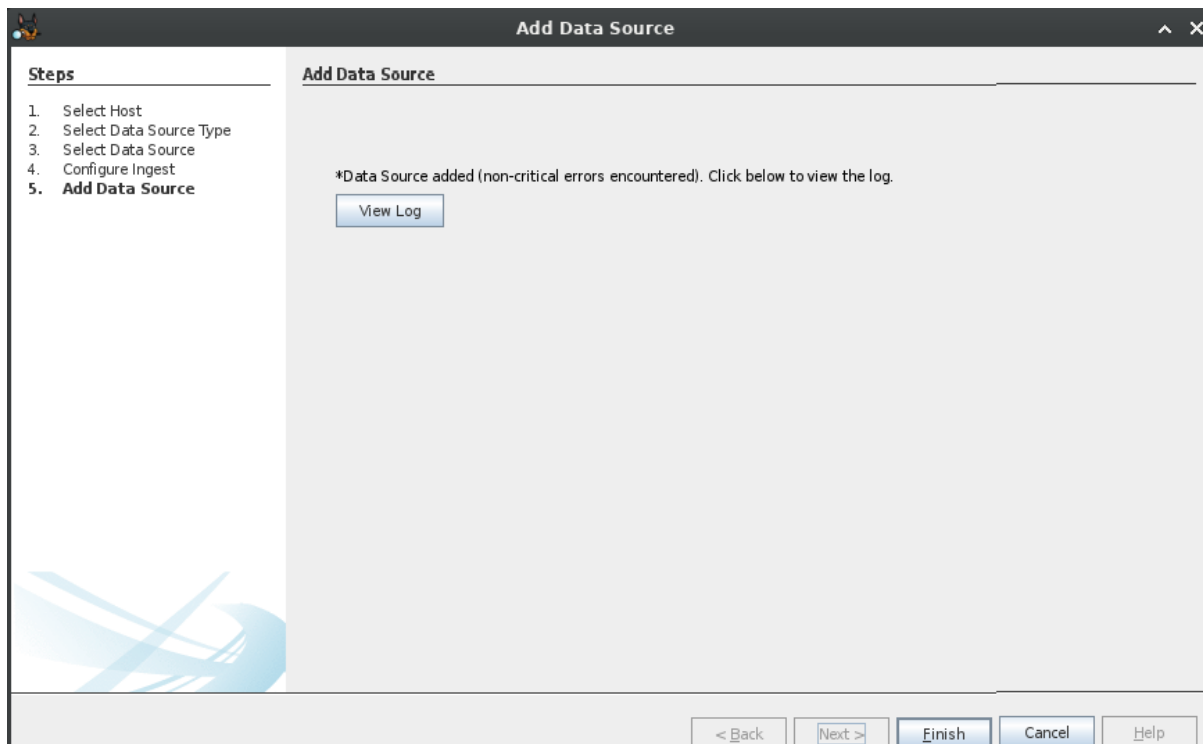 Add Data Source
Steps
1. Select Host
2. Select Data Source Type
3. Select Data Source
4. Configure Ingest
5. Add Data Source
Add Data Source
*Data Source added (non-critical errors encountered). Click below to view the log.
View Log
< Back Next > Finish Cancel Help